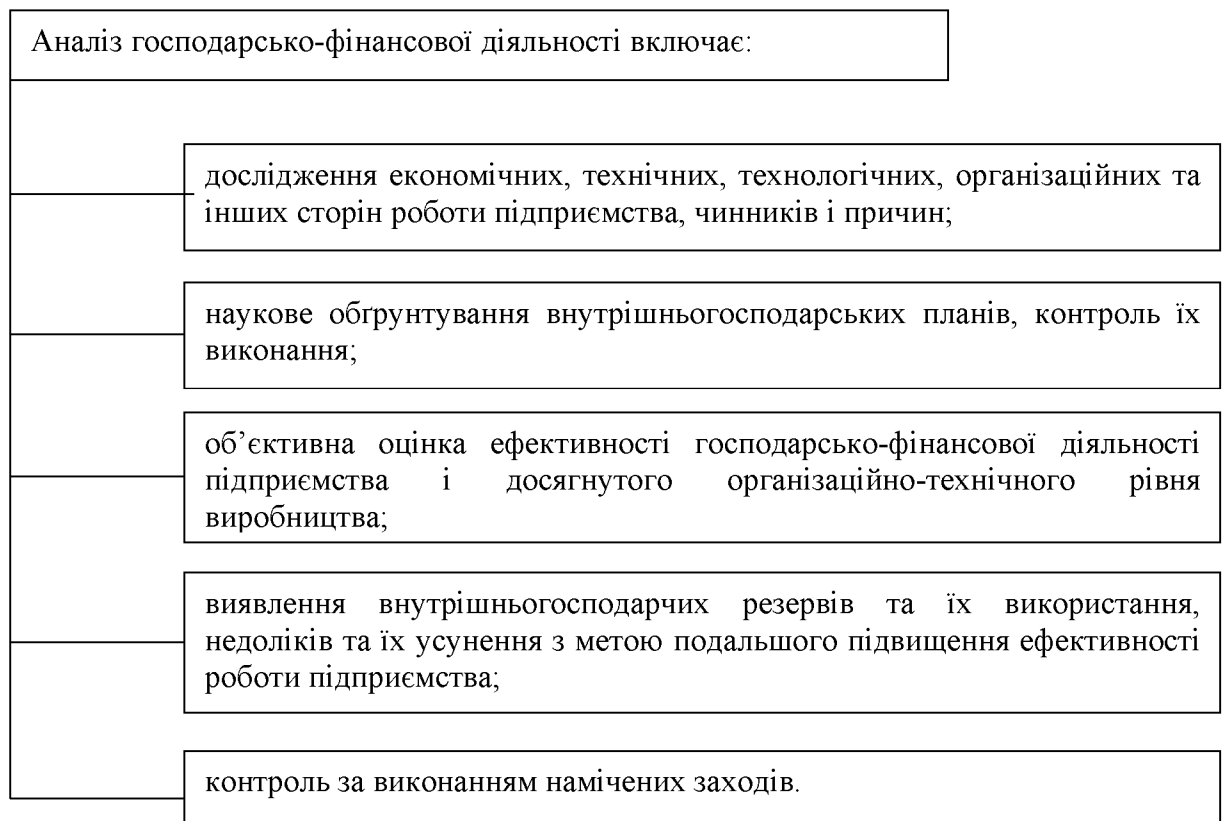 Аналіз господарсько-фінансової діяльності включає:
дослідження економічних, технічних, технологічних, організаційних та
інших сторін роботи підприємства, чинників і причин;
наукове обґрунтування внутрішньогосподарських планів, контроль їх
виконання;
об’єктивна оцінка ефективності господарсько-фінансової діяльності
підприємства і досягнутого організаційно-технічного рівня
виробництва;
виявлення внутрішньогосподарчих резервів та їх використання,
недоліків та їх усунення з метою подальшого підвищення ефективності
роботи підприємства;
контроль за виконанням намічених заходів.